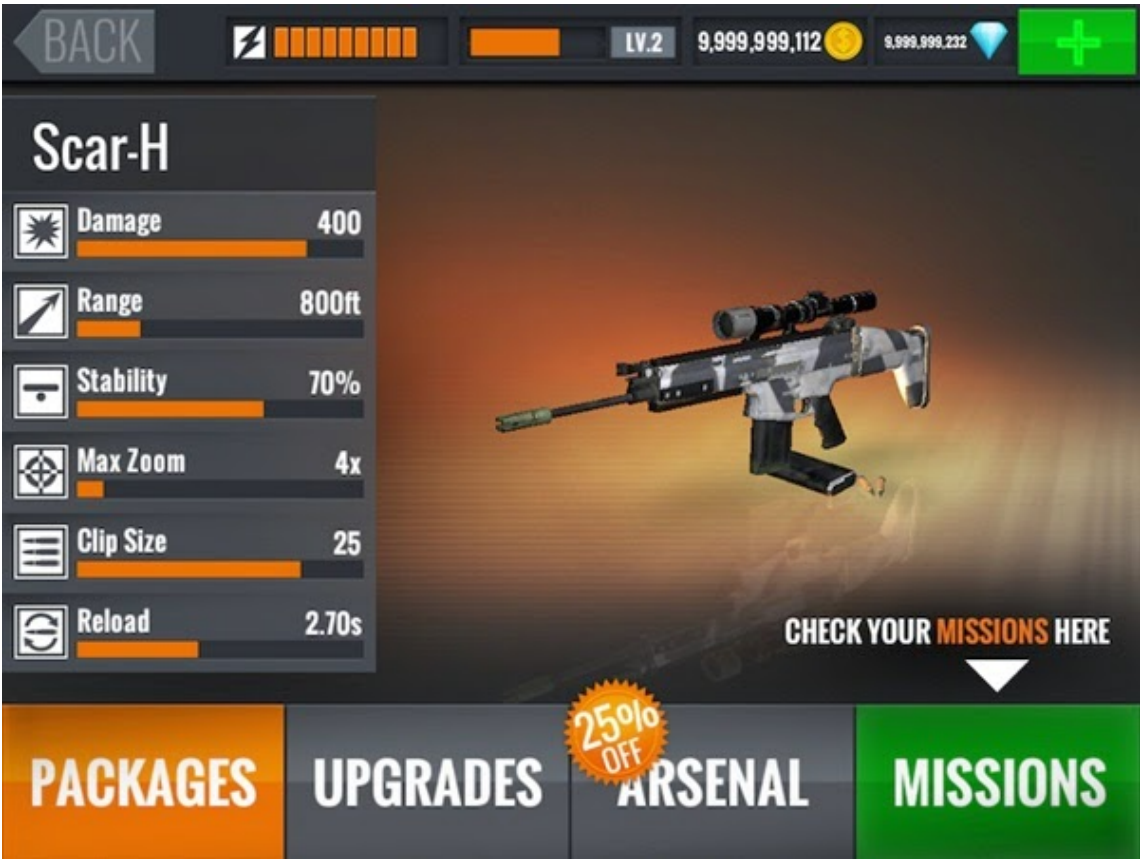 BACK
LV.2
9,999,999,112
9,999,999,232
Scar-H
Damage 400
Range 800ft
Stability 70%
Max Zoom 4x
Clip Size 25
Reload 2.70s
CHECK YOUR MISSIONS HERE
25%
OFF
PACKAGES
UPGRADES
ARSENAL
MISSIONS